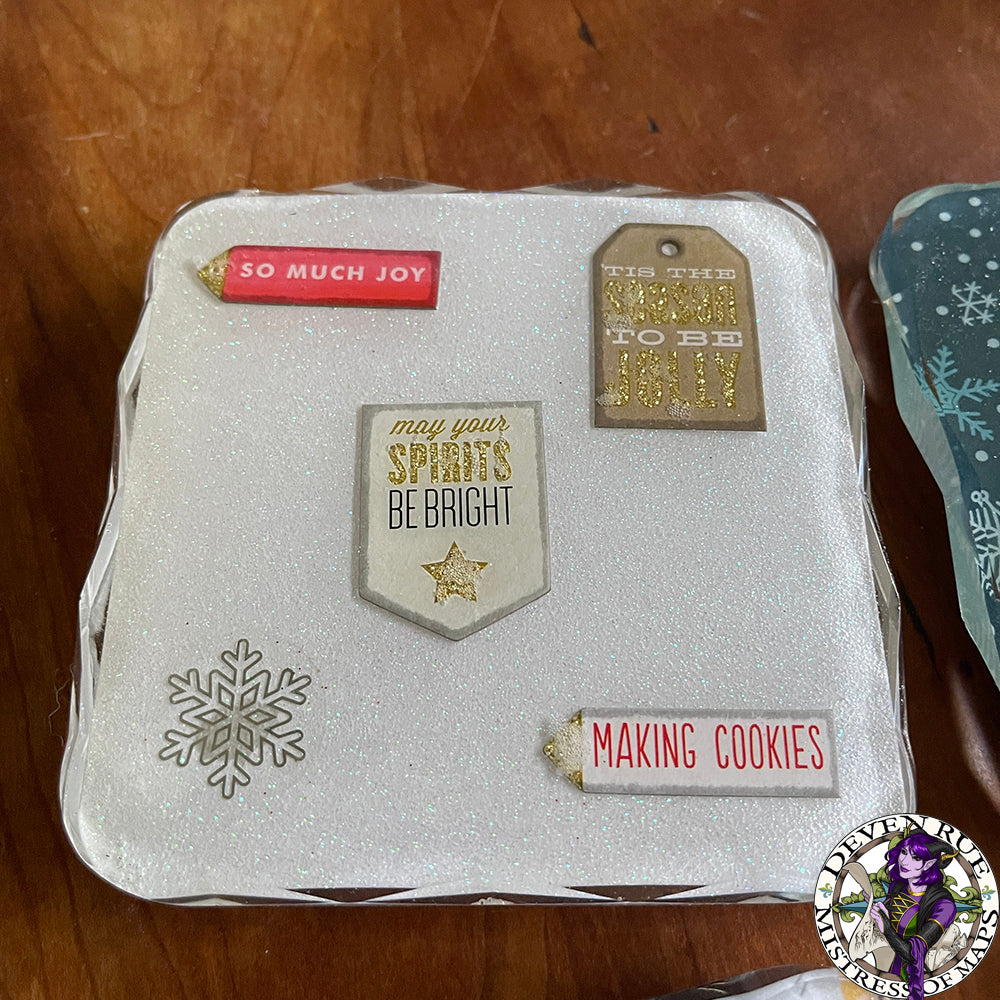 SO MUCH JOY
TIS THE
season
TO BE
JOLLY
may your
SPIRITS
BE BRIGHT
MAKING COOKIES
DEVEN RUE
MISTRESS OF MAPS